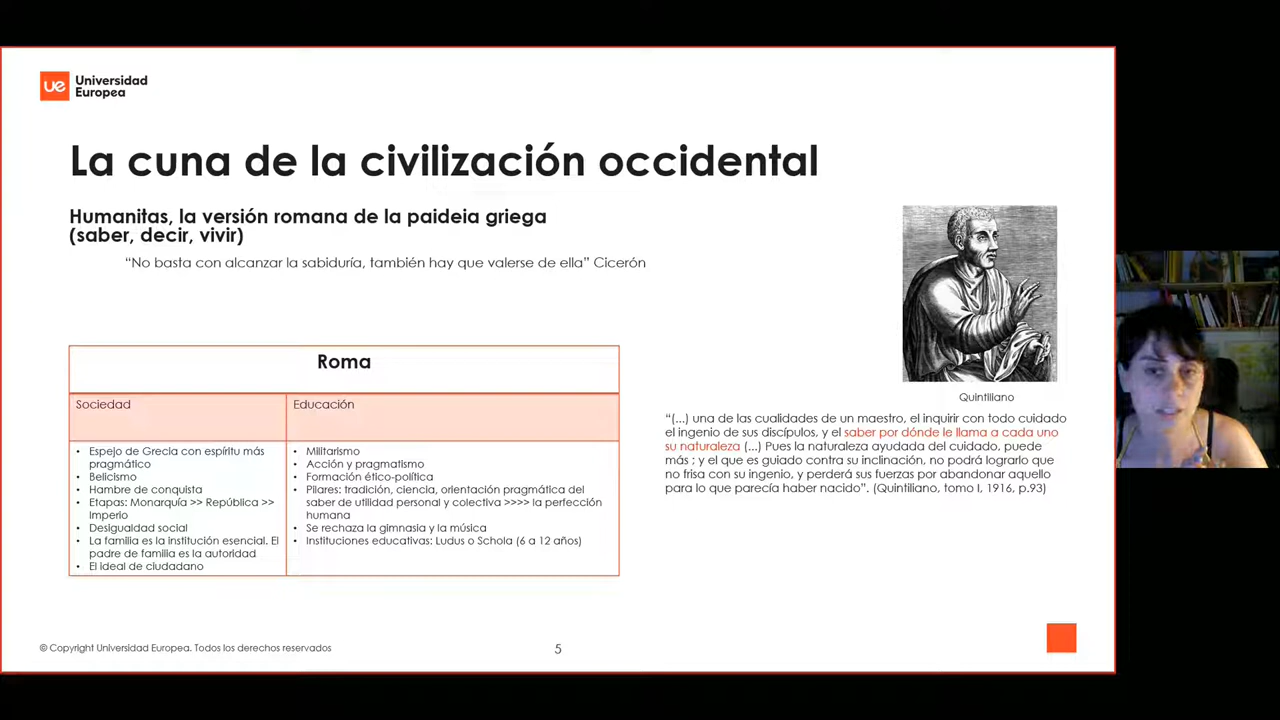 ue Universidad
Europea
La cuna de la civilización occidental
Humanitas, la versión romana de la paideia griega
(saber, decir, vivir)
“No basta con alcanzar la sabiduría, también hay que valerse de ella” Cicerón
Roma
Sociedad
• Espejo de Grecia con espíritu más
pragmático
• Belicismo
• Hambre de conquista
• Etapas: Monarquía >> República >>
Imperio
• Desigualdad social
• La familia es la institución esencial. El
padre de familia es la autoridad
• El ideal de ciudadano
Educación
• Militarismo
• Acción y pragmatismo
• Formación ético-política
• Pilares: tradición, ciencia, orientación pragmática del
saber de utilidad personal y colectiva >>>> la perfección
humana
• Se rechaza la gimnasia y la música
• Instituciones educativas: Ludus o Schola (6 a 12 años)
Quintiliano
“(...) una de las cualidades de un maestro, el inquirir con todo cuidado
el ingenio de sus discípulos, y el saber por dónde le llama a cada uno
su naturaleza (...) Pues la naturaleza ayudada del cuidado, puede
más ; y el que es guiado contra su inclinación, no podrá lograrlo que
no frisa con su ingenio, y perderá sus fuerzas por abandonar aquello
para lo que parecía haber nacido”. (Quintiliano, tomo I, 1916, p.93)
© Copyright Universidad Europea. Todos los derechos reservados
5